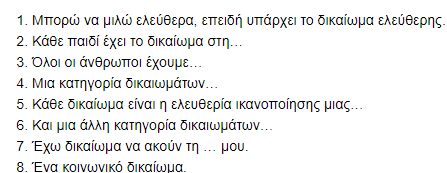 1. Μπορώ να μιλώ ελεύθερα, επειδή υπάρχει το δικαίωμα ελεύθερης.
2. Κάθε παιδί έχει το δικαίωμα στη…
3. Όλοι οι άνθρωποι έχουμε…
4. Μια κατηγορία δικαιωμάτων…
5. Κάθε δικαίωμα είναι η ελευθερία ικανοποίησης μιας…
6. Και μια άλλη κατηγορία δικαιωμάτων…
7. Έχω δικαίωμα να ακούν τη … μου.
8. Ένα κοινωνικό δικαίωμα.